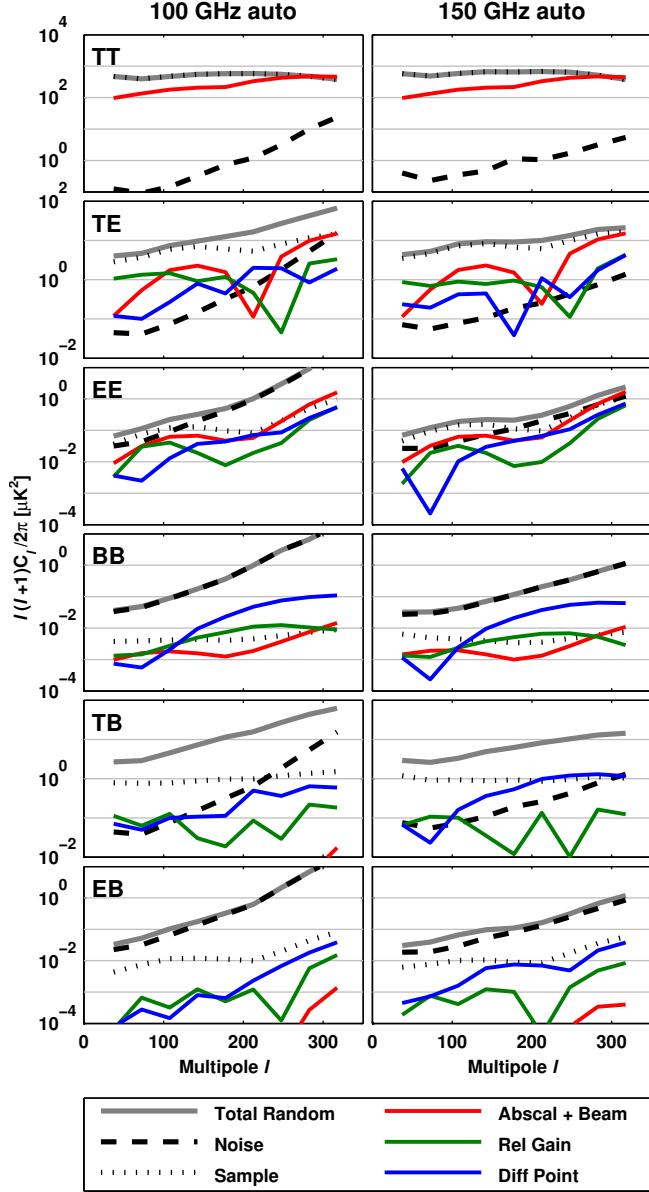 100 GHz auto 150 GHz auto
10^4
TT
10^2
10^0
10^2
TE
10
10^0
10^-2
EE
10^0
10^-2
10^-4
BB
10^0
10^-2
10^-4
TB
10^0
10^-2
EB
10^0
10^-2
10^-4
l (l +1)C_l/2π [μK^2]
0 100 200 300 0 100 200 300
Multipole l Multipole l
Total Random Abscal + Beam
Noise Rel Gain
Sample Diff Point